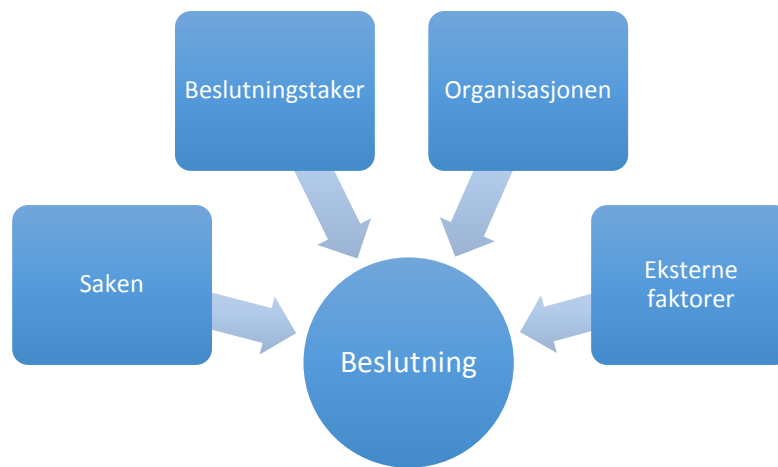 Beslutningstaker
Organisasjonen
Saken
Eksterne
faktorer
Beslutning